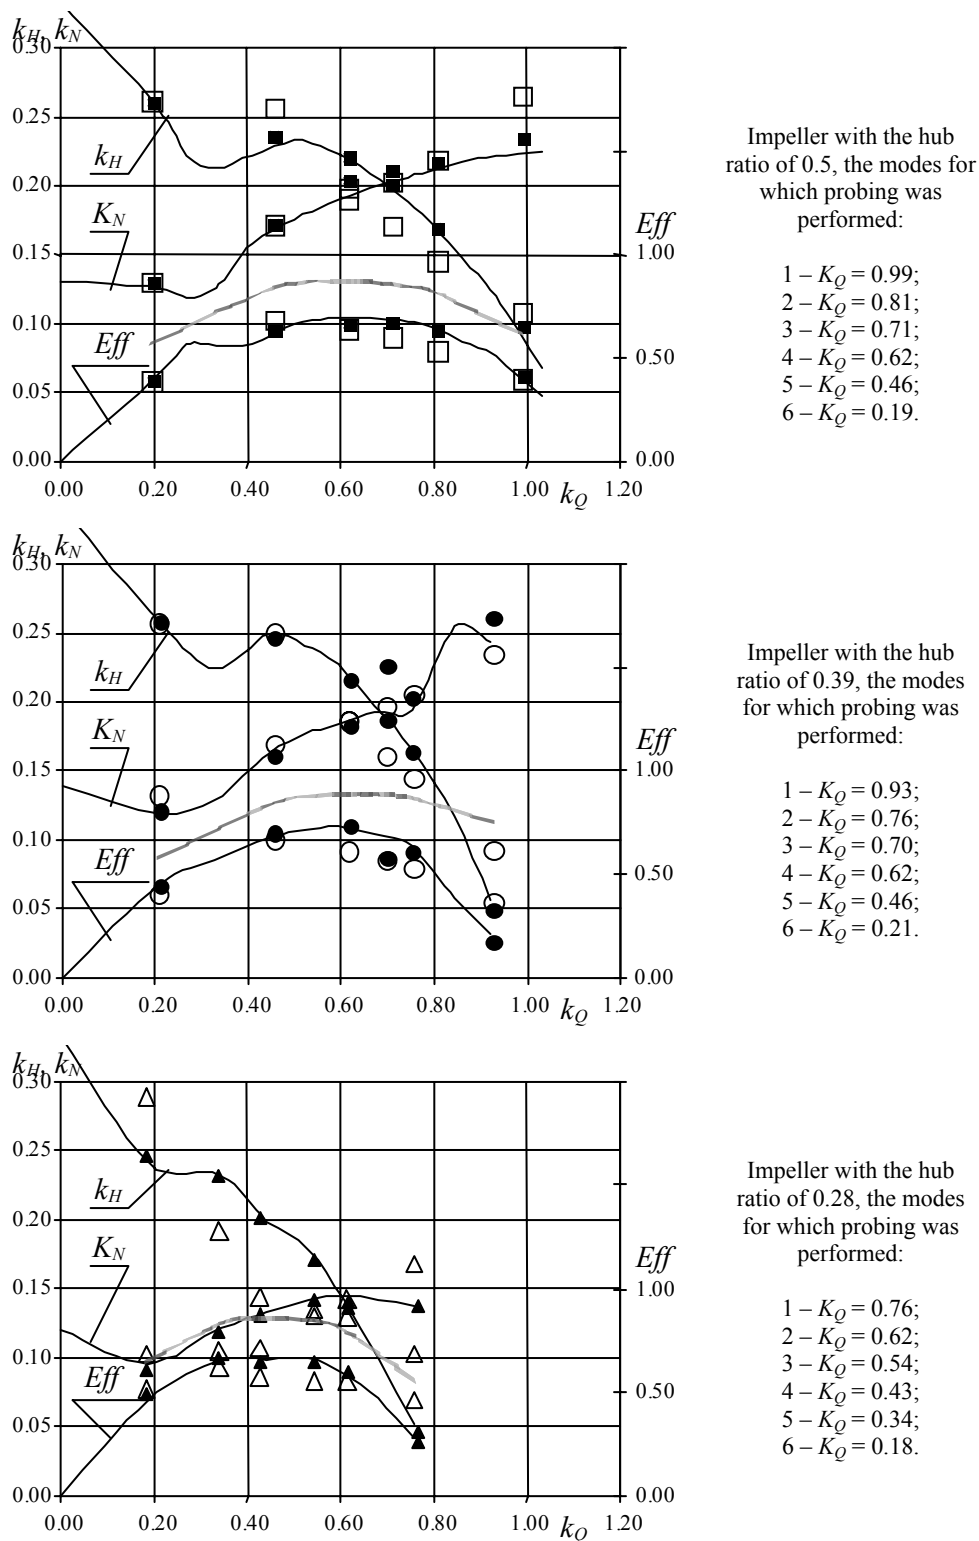 k_H, k_N
0.30
0.25
0.20
0.15
0.10
0.05
0.00
k_H
K_N
Eff
Eff
1.00
0.50
0.00
0.00 0.20 0.40 0.60 0.80 1.00 1.20
k_Q
Impeller with the hub
ratio of 0.5, the modes for
which probing was
performed:
1 – K_Q = 0.99;
2 – K_Q = 0.81;
3 – K_Q = 0.71;
4 – K_Q = 0.62;
5 – K_Q = 0.46;
6 – K_Q = 0.19.
k_H, k_N
0.30
0.25
0.20
0.15
0.10
0.05
0.00
k_H
K_N
Eff
Eff
1.00
0.50
0.00
0.00 0.20 0.40 0.60 0.80 1.00 1.20
k_Q
Impeller with the hub
ratio of 0.39, the modes
for which probing was
performed:
1 – K_Q = 0.93;
2 – K_Q = 0.76;
3 – K_Q = 0.70;
4 – K_Q = 0.62;
5 – K_Q = 0.46;
6 – K_Q = 0.21.
k_H, k_N
0.30
0.25
0.20
0.15
0.10
0.05
0.00
k_H
K_N
Eff
Eff
1.00
0.50
0.00
0.00 0.20 0.40 0.60 0.80 1.00 1.20
k_Q
Impeller with the hub
ratio of 0.28, the modes
for which probing was
performed:
1 – K_Q = 0.76;
2 – K_Q = 0.62;
3 – K_Q = 0.54;
4 – K_Q = 0.43;
5 – K_Q = 0.34;
6 – K_Q = 0.18.